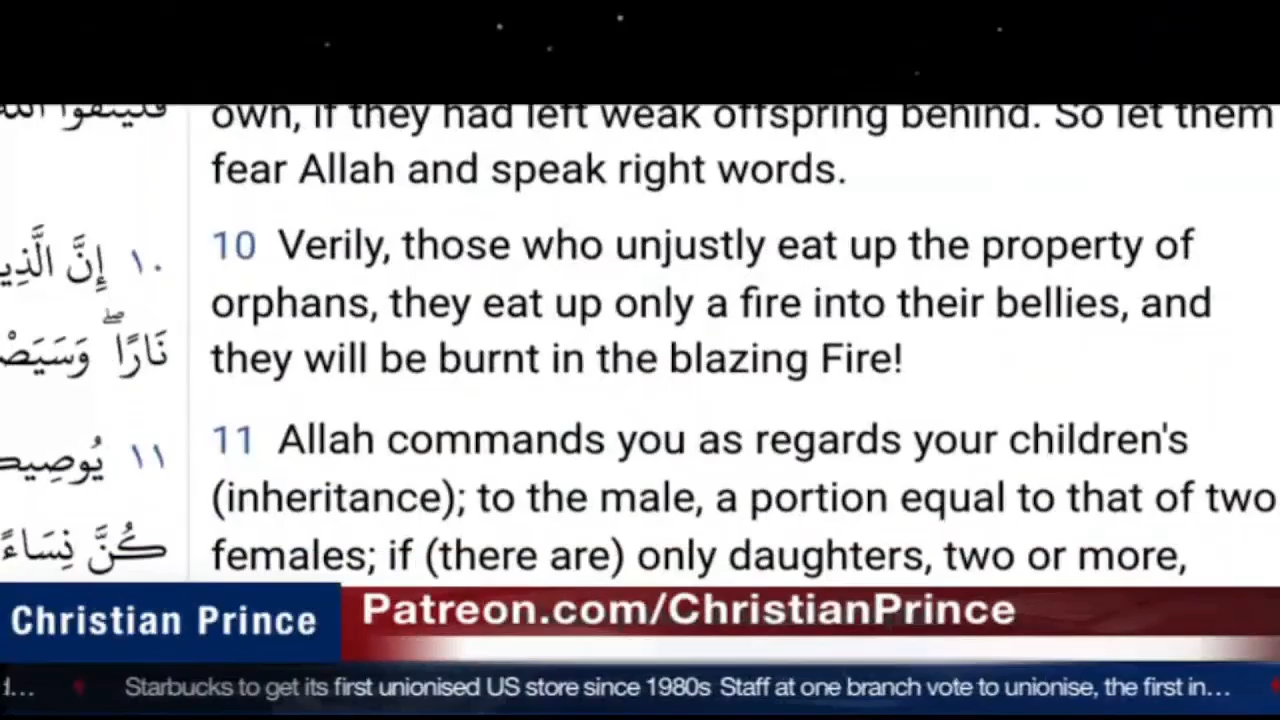 own, if they had left weak offspring behind. So let them
fear Allah and speak right words.
١٠ إِنَّ
10 Verily, those who unjustly eat up the property of
orphans, they eat up only a fire into their bellies, and
نَارًا ۖ
they will be burnt in the blazing Fire!
١١
11 Allah commands you as regards your children's
(inheritance); to the male, a portion equal to that of two
كُنَّ نِسَاءً
females; if (there are) only daughters, two or more,
Christian Prince
Patreon.com/ChristianPrince
Starbucks to get its first unionised US store since 1980s Staff at one branch vote to unionise, the first in...